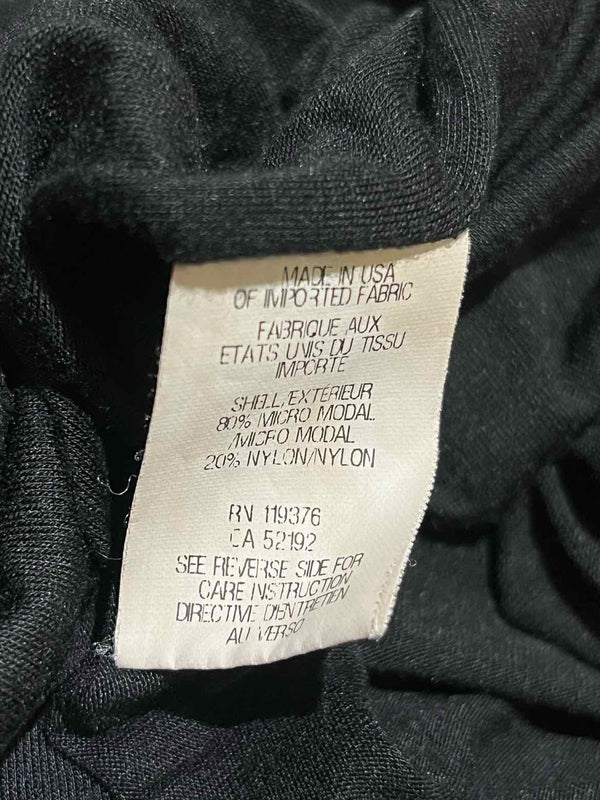 MADE IN USA
OF IMPORTED FABRIC
FABRIQUE AUX
ETATS UNIS DU TISSU
IMPORTÉ
SHELL/EXTÉRIEUR
80% MICRO MODAL
/MICRO MODAL
20% NYLON/NYLON
RN 119376
CA 52192
SEE REVERSE SIDE FOR
CARE INSTRUCTION
DIRECTIVE D'ENTRETIEN
AU VERSO